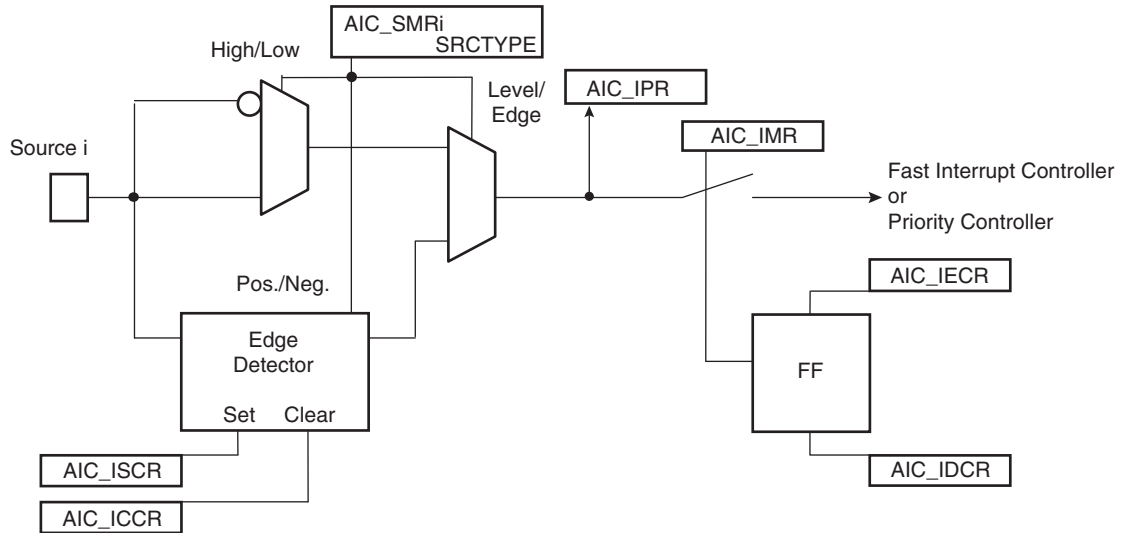 AIC_SMRi
SRCTYPE
High/Low
Level/
Edge
AIC_IPR
AIC_IMR
Source i
Fast Interrupt Controller
or
Priority Controller
Pos./Neg.
AIC_IECR
Edge
Detector
FF
Set Clear
AIC_ISCR
AIC_IDCR
AIC_ICCR